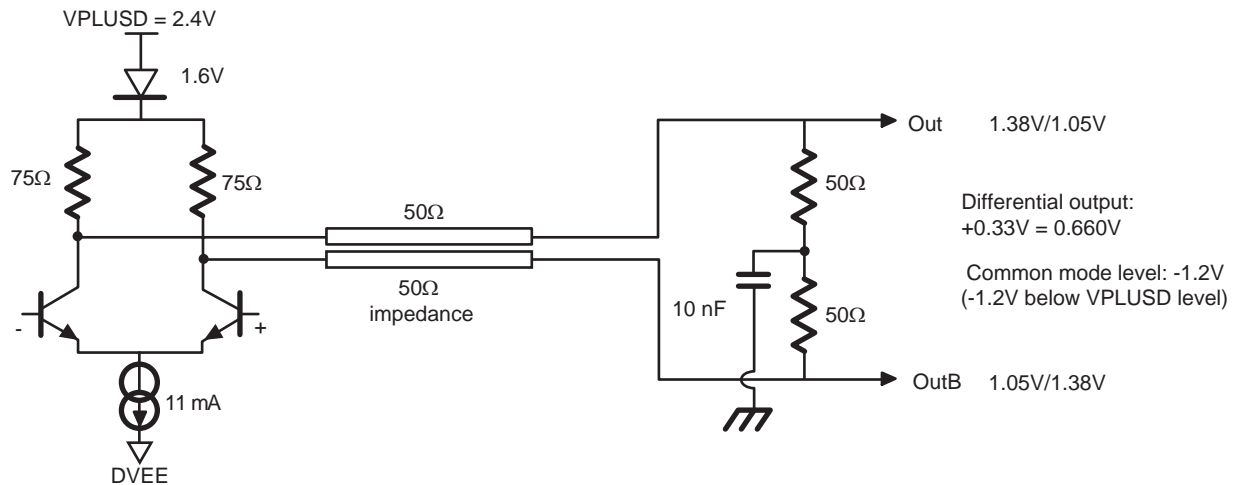 VPLUSD = 2.4V
1.6V
75Ω
75Ω
50Ω
50Ω
impedance
-
+
11 mA
DVEE
10 nF
50Ω
50Ω
Out 1.38V/1.05V
Differential output:
+0.33V = 0.660V
Common mode level: -1.2V
(-1.2V below VPLUSD level)
OutB 1.05V/1.38V